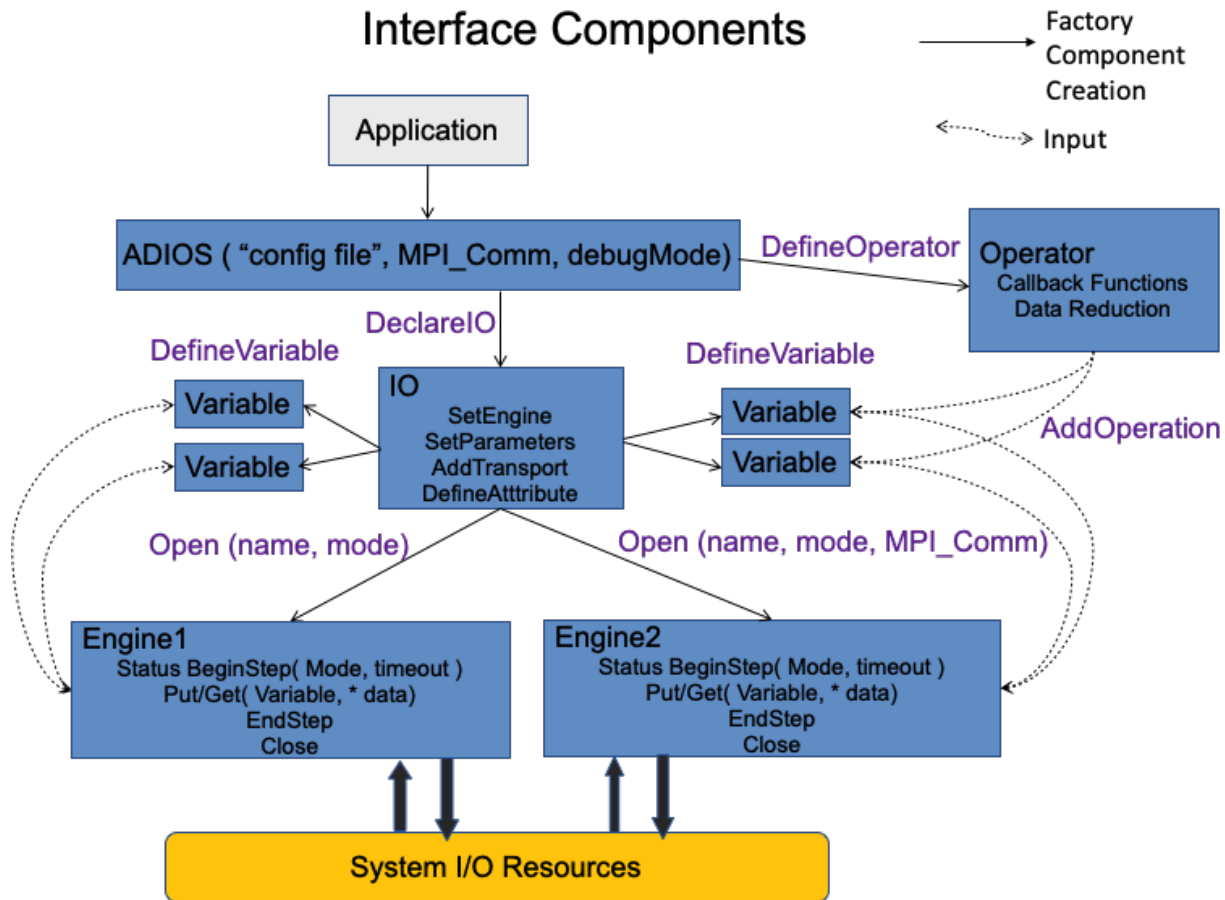 Interface Components
Factory
Component
Creation
Input
Application
ADIOS ( “config file”, MPI_Comm, debugMode)
DefineOperator
Operator
Callback Functions
Data Reduction
DeclareIO
DefineVariable
DefineVariable
IO
SetEngine
SetParameters
AddTransport
DefineAtttribute
Variable
Variable
Variable
Variable
AddOperation
Open (name, mode)
Open (name, mode, MPI_Comm)
Engine1
Status BeginStep( Mode, timeout )
Put/Get( Variable, * data)
EndStep
Close
Engine2
Status BeginStep( Mode, timeout )
Put/Get( Variable, * data)
EndStep
Close
System I/O Resources